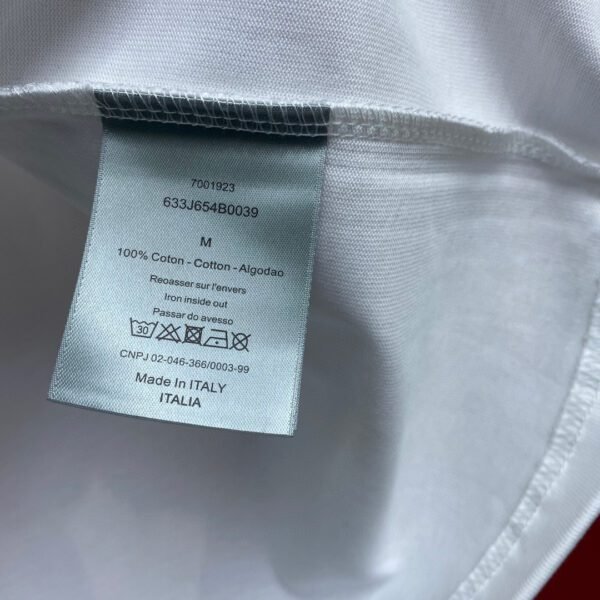 7001923
633J654B0039
M
100% Coton - Cotton - Algodao
Reoasser sur l'envers
Iron inside out
Passar do avesso
30
CNPJ 02-046-366/0003-99
Made In ITALY
ITALIA